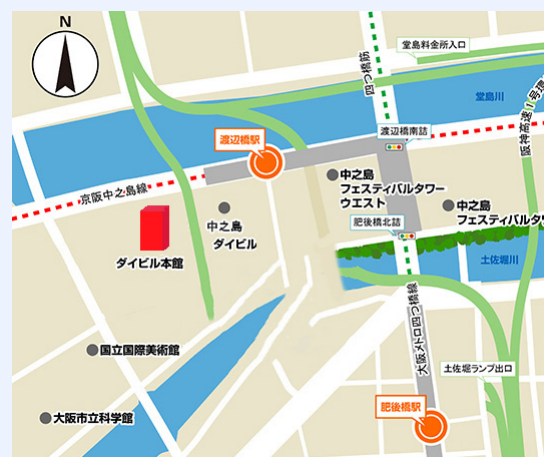 N
堂島料金所入口
四つ橋筋
堂島川
阪神高速1号環
渡辺橋南詰
渡辺橋駅
京阪中之島線
中之島
フェスティバルタワー
ウエスト
中之島
フェスティバルタワ
中之島
ダイビル
肥後橋北詰
ダイビル本館
土佐堀川
大阪メトロ四つ橋線
国立国際美術館
土佐堀ランプ出口
肥後橋駅
大阪市立科学館